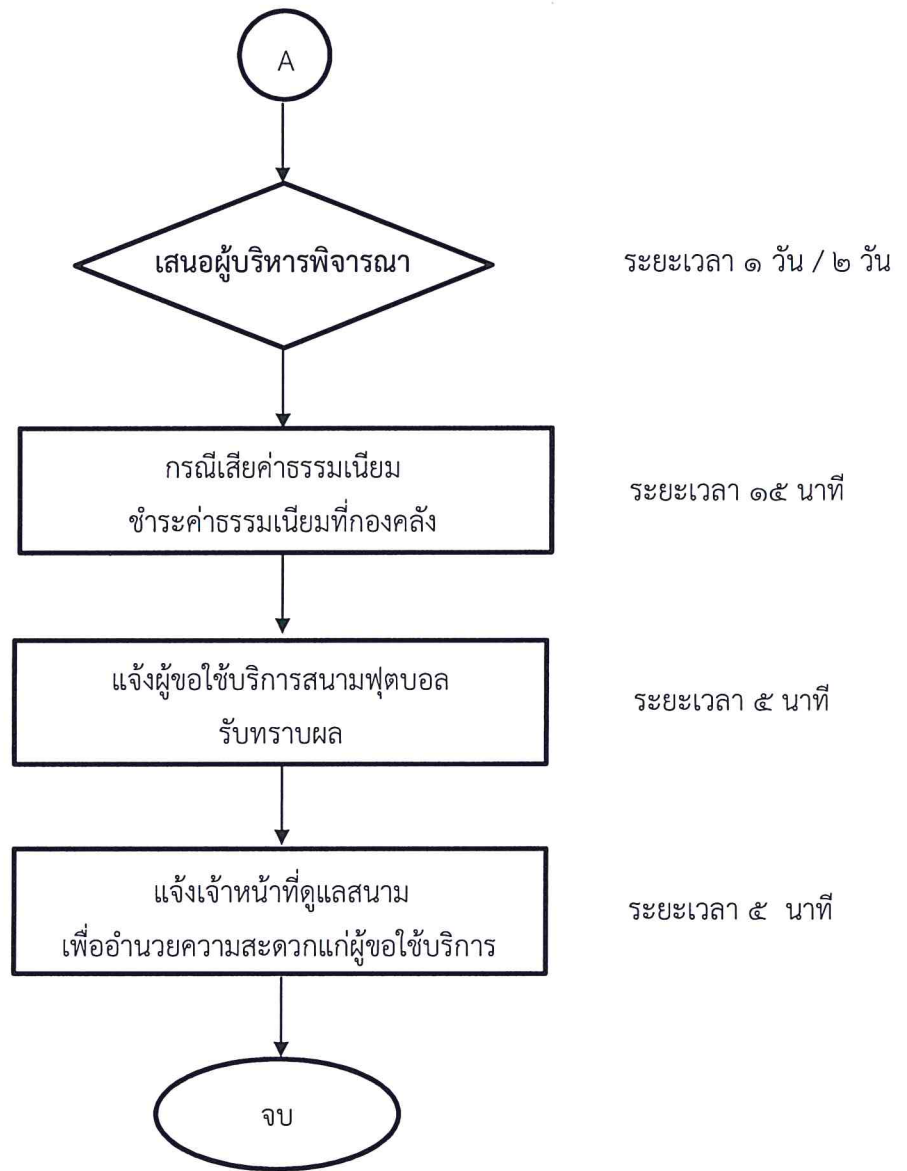 A
เสนอผู้บริหารพิจารณา
ระยะเวลา ๑ วัน / ๒ วัน
กรณีเสียค่าธรรมเนียม
ชำระค่าธรรมเนียมที่กองคลัง
ระยะเวลา ๑๕ นาที
แจ้งผู้ขอใช้บริการสนามฟุตบอล
รับทราบผล
ระยะเวลา ๕ นาที
แจ้งเจ้าหน้าที่ดูแลสนาม
เพื่ออำนวยความสะดวกแก่ผู้ขอใช้บริการ
ระยะเวลา ๕ นาที
จบ